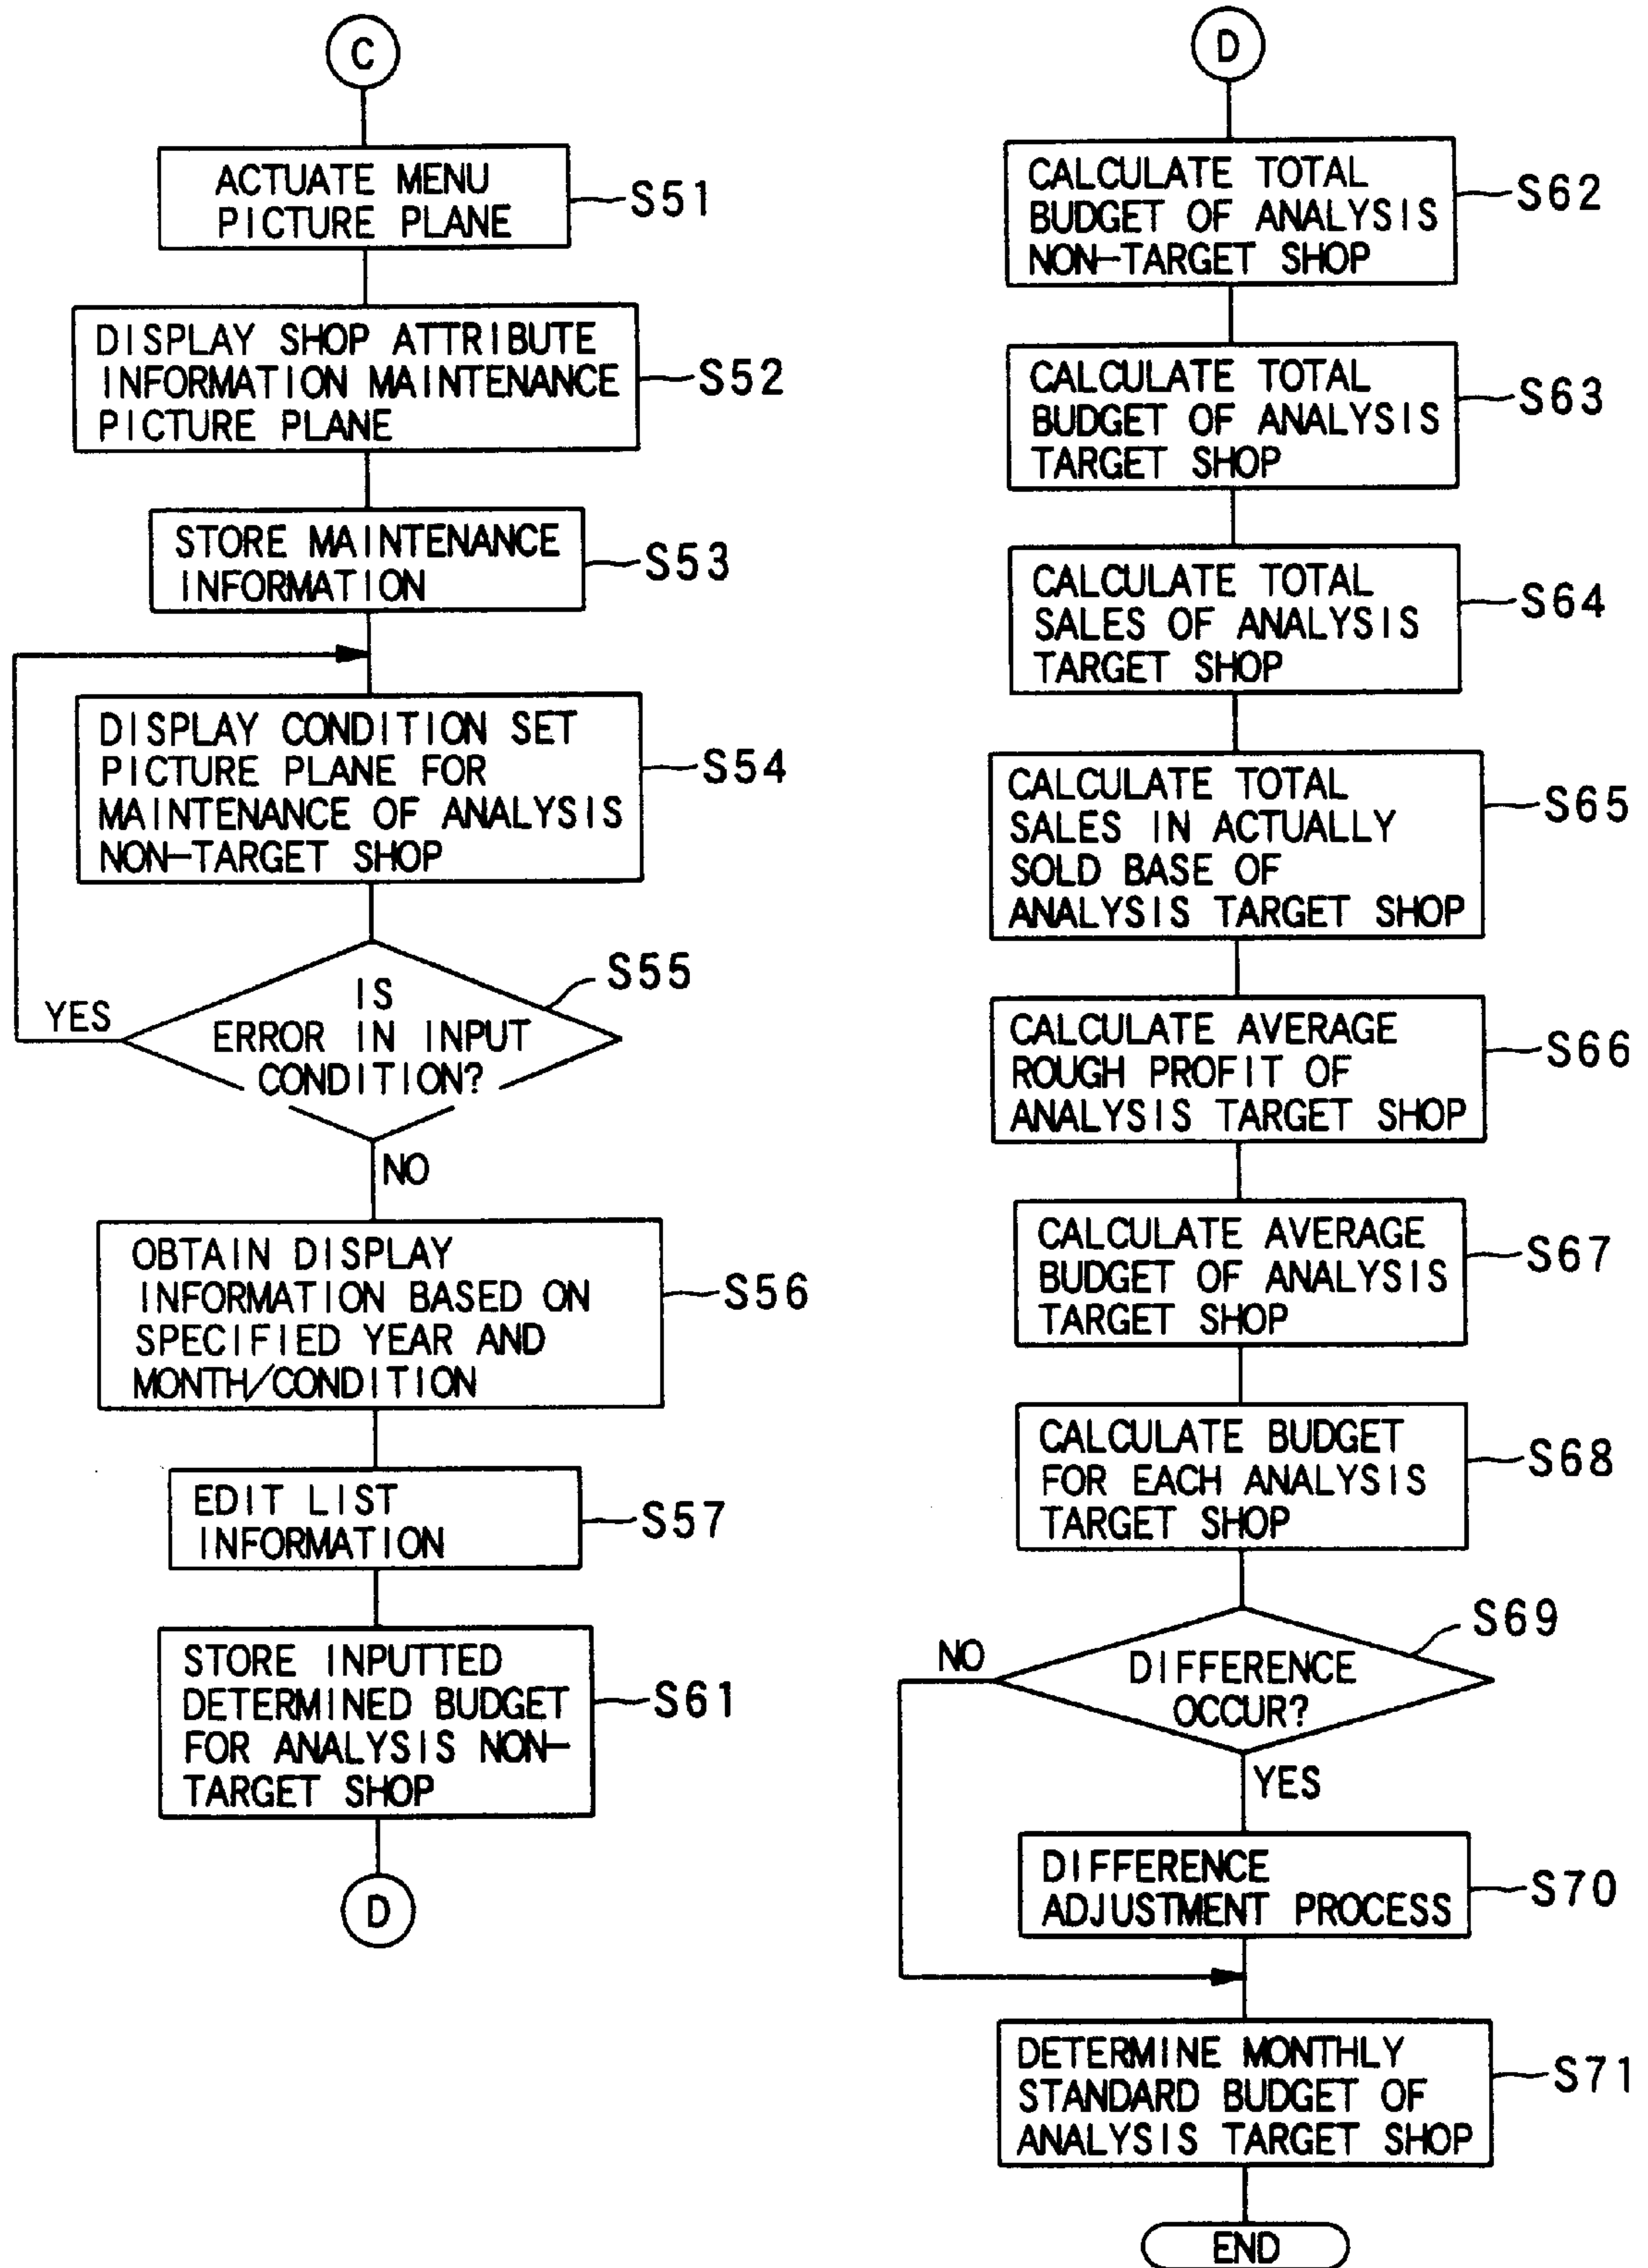 C
ACTUATE MENU
PICTURE PLANE
S51
DISPLAY SHOP ATTRIBUTE
INFORMATION MAINTENANCE
PICTURE PLANE
S52
STORE MAINTENANCE
INFORMATION
S53
DISPLAY CONDITION SET
PICTURE PLANE FOR
MAINTENANCE OF ANALYSIS
NON-TARGET SHOP
S54
IS
ERROR IN INPUT
CONDITION?
S55
YES
NO
OBTAIN DISPLAY
INFORMATION BASED ON
SPECIFIED YEAR AND
MONTH/CONDITION
S56
EDIT LIST
INFORMATION
S57
STORE INPUTTED
DETERMINED BUDGET
FOR ANALYSIS NON-
TARGET SHOP
S61
D
D
CALCULATE TOTAL
BUDGET OF ANALYSIS
NON-TARGET SHOP
S62
CALCULATE TOTAL
BUDGET OF ANALYSIS
TARGET SHOP
S63
CALCULATE TOTAL
SALES OF ANALYSIS
TARGET SHOP
S64
CALCULATE TOTAL
SALES IN ACTUALLY
SOLD BASE OF
ANALYSIS TARGET SHOP
S65
CALCULATE AVERAGE
ROUGH PROFIT OF
ANALYSIS TARGET SHOP
S66
CALCULATE AVERAGE
BUDGET OF ANALYSIS
TARGET SHOP
S67
CALCULATE BUDGET
FOR EACH ANALYSIS
TARGET SHOP
S68
DIFFERENCE
OCCUR?
S69
NO
YES
DIFFERENCE
ADJUSTMENT PROCESS
S70
DETERMINE MONTHLY
STANDARD BUDGET OF
ANALYSIS TARGET SHOP
S71
END